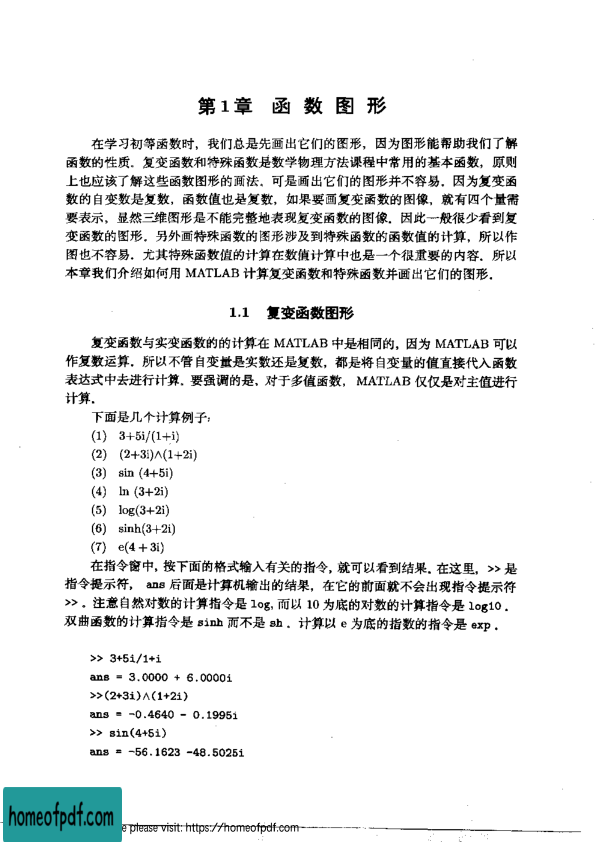 第1章 函 数 图 形
在学习初等函数时，我们总是先画出它们的图形，因为图形能帮助我们了解
函数的性质．复变函数和特殊函数是数学物理方法课程中常用的基本函数，原则
上也应该了解这些函数图形的画法．可是画出它们的图形并不容易．因为复变函
数的自变数是复数，函数值也是复数，如果要画复变函数的图像，就有四个量需
要表示，显然三维图形是不能完整地表现复变函数的图像．因此一般很少看到复
变函数的图形．另外画特殊函数的图形涉及到特殊函数的函数值的计算，所以作
图也不容易．尤其特殊函数值的计算在数值计算中也是一个很重要的内容．所以
本章我们介绍如何用 MATLAB 计算复变函数和特殊函数并画出它们的图形．
1.1 复变函数图形
复变函数与实变函数的的计算在 MATLAB 中是相同的，因为 MATLAB 可以
作复数运算．所以不管自变量是实数还是复数，都是将自变量的值直接代入函数
表达式中去进行计算．要强调的是，对于多值函数， MATLAB 仅仅是对主值进行
计算．
下面是几个计算例子：
(1) 3+5i/(1+i)
(2) (2+3i)∧(1+2i)
(3) sin (4+5i)
(4) ln (3+2i)
(5) log(3+2i)
(6) sinh(3+2i)
(7) e(4 + 3i)
在指令窗中，按下面的格式输入有关的指令，就可以看到结果．在这里，>> 是
指令提示符， ans 后面是计算机输出的结果，在它的前面就不会出现指令提示符
>> ．注意自然对数的计算指令是 log，而以 10 为底的对数的计算指令是 log10 ．
双曲函数的计算指令是 sinh 而不是 sh ．计算以 e 为底的指数的指令是 exp ．
>> 3+5i/1+i
ans = 3.0000 + 6.0000i
>>(2+3i)∧(1+2i)
ans = -0.4640 - 0.1995i
>> sin(4+5i)
ans = -56.1623 -48.5025i
homeofpdf.com
e please visit: https://homeofpdf.com